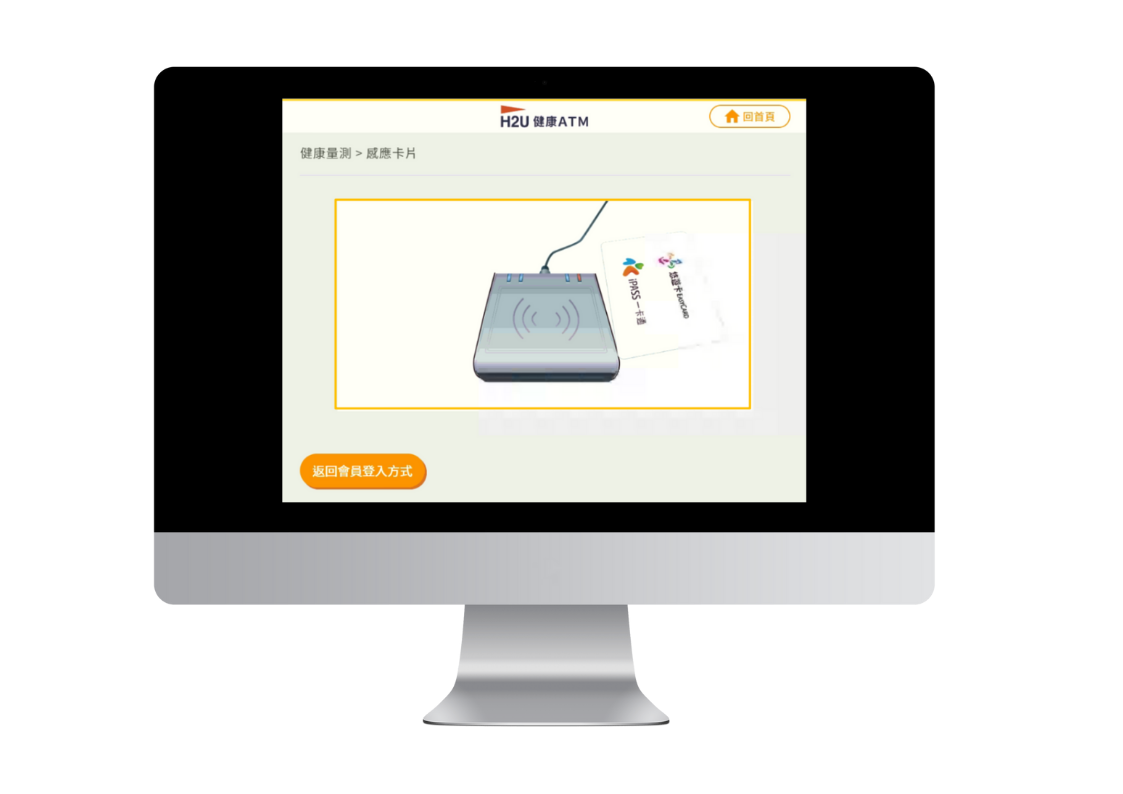 H2U 健康ATM
回首頁
健康量測 > 感應卡片
iPASS 一卡通
悠遊卡 EASYCARD
返回會員登入方式